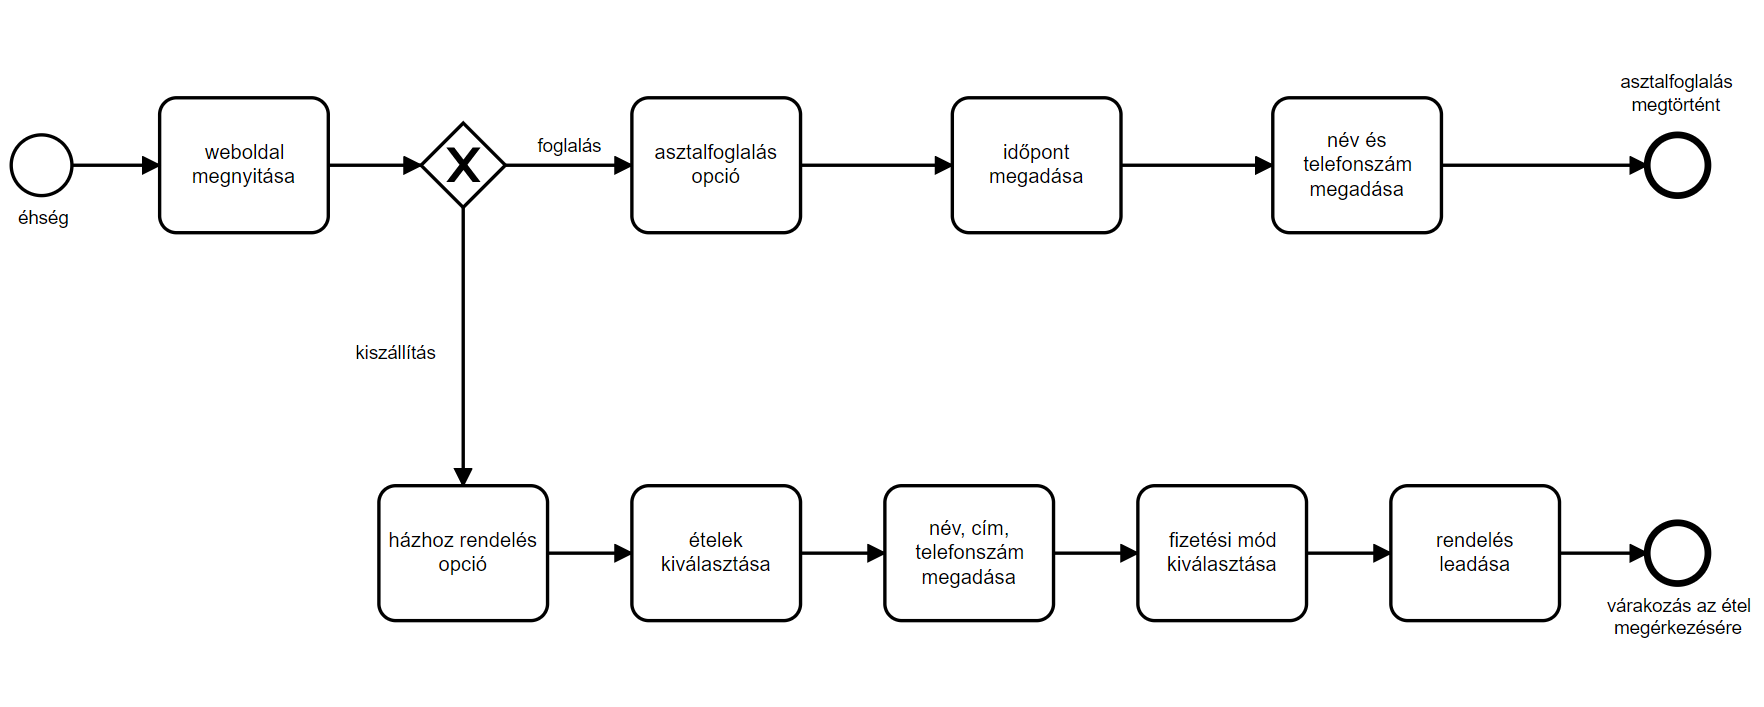 éhség
weboldal
megnyitása
X
foglalás
asztalfoglalás
opció
időpont
megadása
név és
telefonszám
megadása
asztalfoglalás
megtörtént
kiszállítás
házhoz rendelés
opció
ételek
kiválasztása
név, cím,
telefonszám
megadása
fizetési mód
kiválasztása
rendelés
leadása
várakozás az étel
megérkezésére